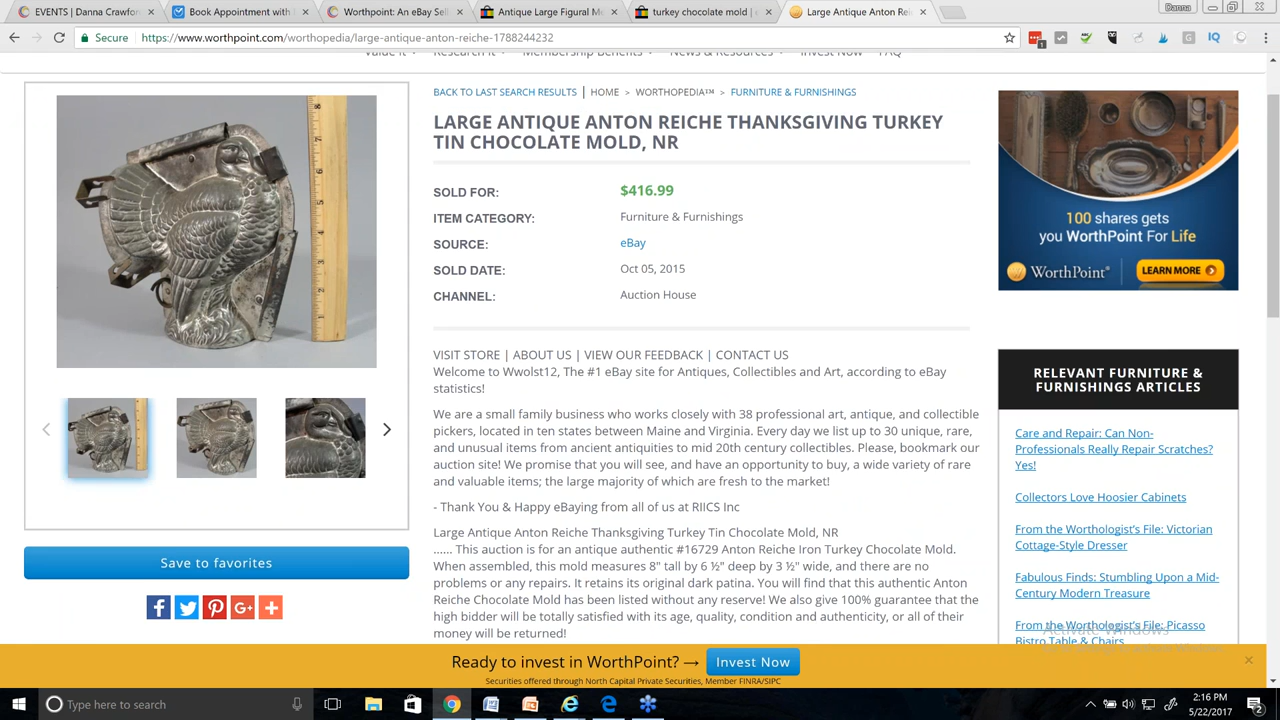 EVENTS | Danna Crawfor
Book Appointment with
Worthpoint: An eBay Sel
Antique Large Figural M
turkey chocolate mold | e
Large Antique Anton Rei
Danna
Secure
https://www.worthpoint.com/worthopedia/large-antique-anton-reiche-1788244232
Value It
Research It
Membership Benefits
News & Resources
Invest Now
FAQ
BACK TO LAST SEARCH RESULTS | HOME > WORTHOPEDIA™ > FURNITURE & FURNISHINGS
LARGE ANTIQUE ANTON REICHE THANKSGIVING TURKEY
TIN CHOCOLATE MOLD, NR
SOLD FOR: $416.99
ITEM CATEGORY: Furniture & Furnishings
SOURCE: eBay
SOLD DATE: Oct 05, 2015
CHANNEL: Auction House
VISIT STORE | ABOUT US | VIEW OUR FEEDBACK | CONTACT US
Welcome to Wwolst12, The #1 eBay site for Antiques, Collectibles and Art, according to eBay
statistics!
We are a small family business who works closely with 38 professional art, antique, and collectible
pickers, located in ten states between Maine and Virginia. Every day we list up to 30 unique, rare,
and unusual items from ancient antiquities to mid 20th century collectibles. Please, bookmark our
auction site! We promise that you will see, and have an opportunity to buy, a wide variety of rare
and valuable items; the large majority of which are fresh to the market!
- Thank You & Happy eBaying from all of us at RIICS Inc
Large Antique Anton Reiche Thanksgiving Turkey Tin Chocolate Mold, NR
...... This auction is for an antique authentic #16729 Anton Reiche Iron Turkey Chocolate Mold.
When assembled, this mold measures 8" tall by 6 ½" deep by 3 ½" wide, and there are no
problems or any repairs. It retains its original dark patina. You will find that this authentic Anton
Reiche Chocolate Mold has been listed without any reserve! We also give 100% guarantee that the
high bidder will be totally satisfied with its age, quality, condition and authenticity, or all of their
money will be returned!
Save to favorites
100 shares gets
you WorthPoint For Life
WorthPoint®
LEARN MORE
RELEVANT FURNITURE &
FURNISHINGS ARTICLES
Care and Repair: Can Non-
Professionals Really Repair Scratches?
Yes!
Collectors Love Hoosier Cabinets
From the Worthologist's File: Victorian
Cottage-Style Dresser
Fabulous Finds: Stumbling Upon a Mid-
Century Modern Treasure
From the Worthologist's File: Picasso
Bistro Table & Chairs
Activate Windows
Ready to invest in WorthPoint? → Invest Now
Securities offered through North Capital Private Securities, Member FINRA/SIPC
Type here to search
2:16 PM
5/22/2017
2